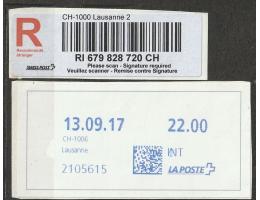 CH-1000 Lausanne 2
R
Recommandé
RI 679 828 720 CH
Please scan - Signature required
Veuillez scanner - Remise contre Signature
SWISS POST
13.09.17 22.00
CH-1006
Lausanne
INT
2105615
LA POSTE